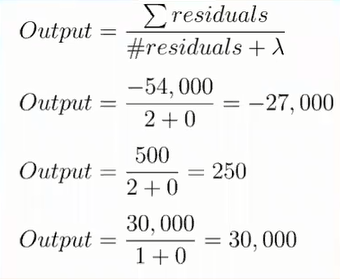 Output = ∑ residuals / #residuals + λ
Output = −54,000 / 2 + 0 = −27,000
Output = 500 / 2 + 0 = 250
Output = 30,000 / 1 + 0 = 30,000